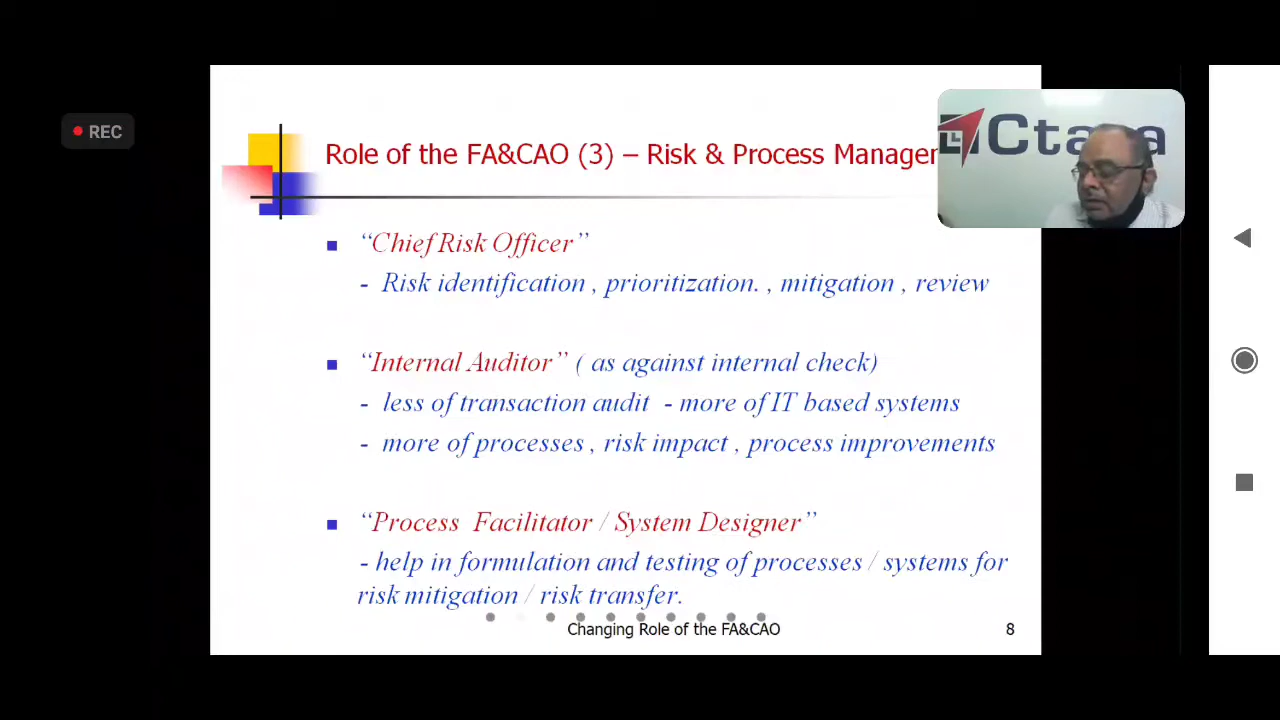 REC
Role of the FA&CAO (3) – Risk & Process Manager
“Chief Risk Officer”
- Risk identification , prioritization. , mitigation , review
“Internal Auditor” ( as against internal check)
- less of transaction audit - more of IT based systems
- more of processes , risk impact , process improvements
“Process Facilitator / System Designer”
- help in formulation and testing of processes / systems for
risk mitigation / risk transfer.
Changing Role of the FA&CAO
8